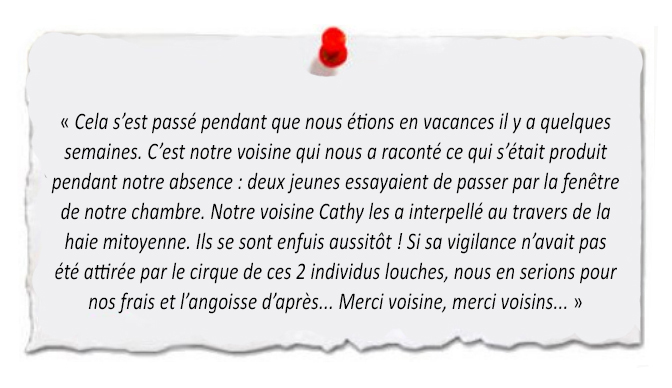 « Cela s’est passé pendant que nous étions en vacances il y a quelques
semaines. C’est notre voisine qui nous a raconté ce qui s’était produit
pendant notre absence : deux jeunes essayaient de passer par la fenêtre
de notre chambre. Notre voisine Cathy les a interpellé au travers de la
haie mitoyenne. Ils se sont enfuis aussitôt ! Si sa vigilance n’avait pas
été attirée par le cirque de ces 2 individus louches, nous en serions pour
nos frais et l’angoisse d’après... Merci voisine, merci voisins... »